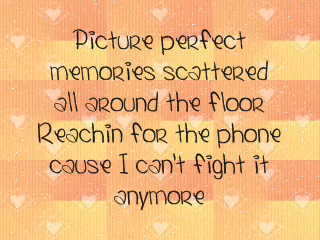 Picture perfect
memories scattered
all around the floor
Reachin for the phone
cause I can't fight it
anymore